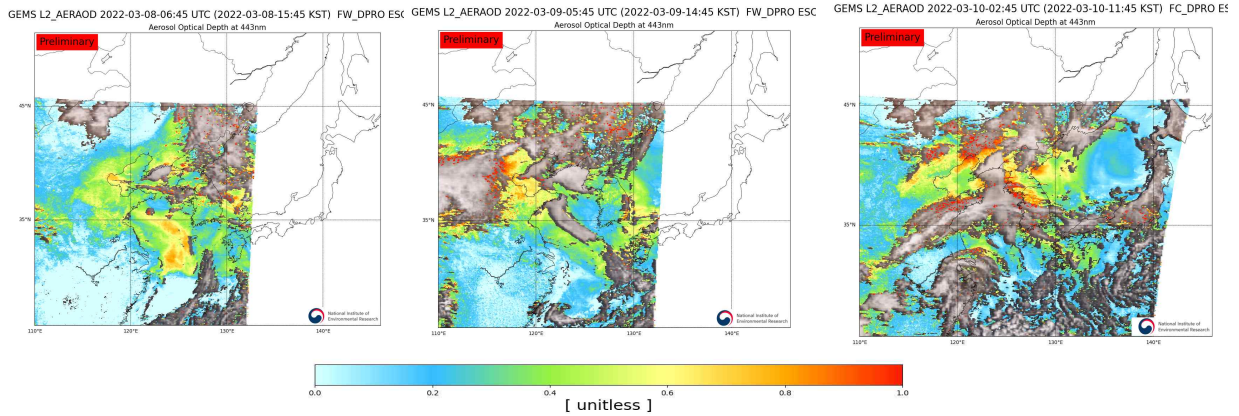 GEMS L2_AERAOD 2022-03-08-06:45 UTC (2022-03-08-15:45 KST) FW_DPRO ESC
Aerosol Optical Depth at 443nm
Preliminary
45°N
35°N
110°E 120°E 130°E 140°E
National Institute of
Environmental Research
GEMS L2_AERAOD 2022-03-09-05:45 UTC (2022-03-09-14:45 KST) FW_DPRO ESC
Aerosol Optical Depth at 443nm
Preliminary
45°N
35°N
110°E 120°E 130°E 140°E
National Institute of
Environmental Research
GEMS L2_AERAOD 2022-03-10-02:45 UTC (2022-03-10-11:45 KST) FC_DPRO ES
Aerosol Optical Depth at 443nm
Preliminary
45°N
35°N
110°E 120°E 130°E 140°E
National Institute of
Environmental Research
0.0 0.2 0.4 0.6 0.8 1.0
[ unitless ]